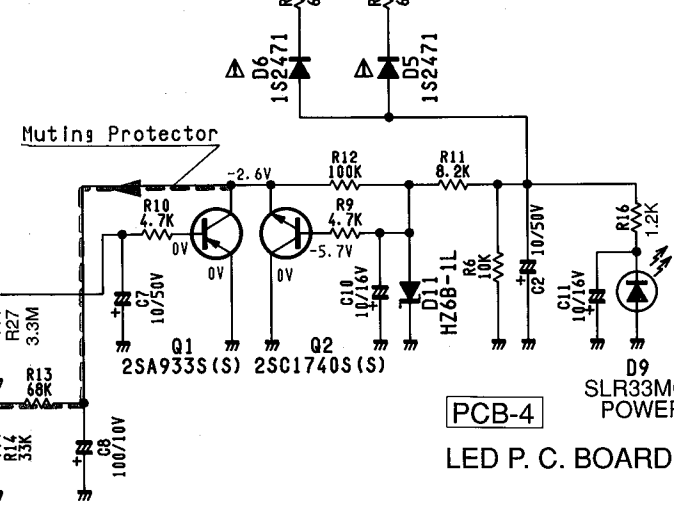 D6
1S2471
D5
1S2471
Muting Protector
-2.6V
R12
100K
R11
8.2K
R10
4.7K
R9
4.7K
0V
0V
0V
-5.7V
C7
10/50V
C10
10/16V
D11
HZ6B-1L
R6
10K
C2
10/50V
R16
1.2K
C11
10/16V
R27
3.3M
Q1
2SA933S(S)
Q2
2SC1740S(S)
D9
SLR33M
POWER
R13
68K
R14
33K
C8
100/10V
PCB-4
LED P. C. BOARD